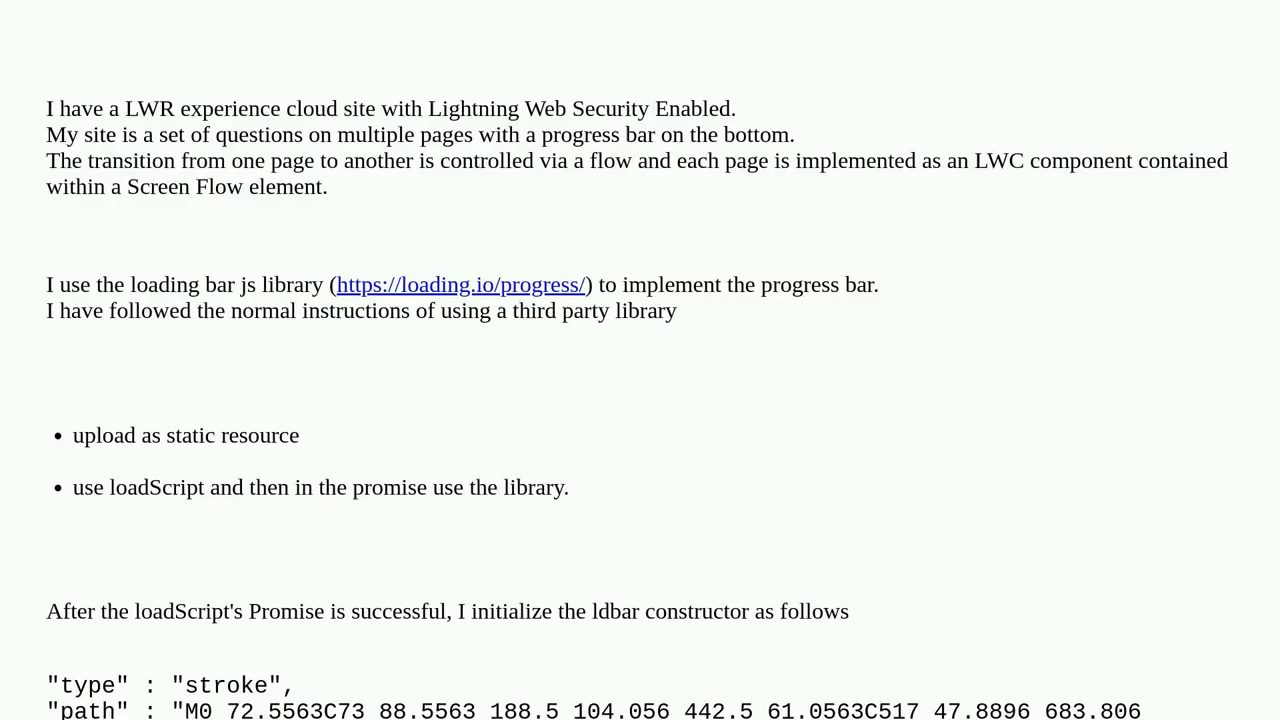 I have a LWR experience cloud site with Lightning Web Security Enabled.
My site is a set of questions on multiple pages with a progress bar on the bottom.
The transition from one page to another is controlled via a flow and each page is implemented as an LWC component contained
within a Screen Flow element.
I use the loading bar js library (https://loading.io/progress/) to implement the progress bar.
I have followed the normal instructions of using a third party library
• upload as static resource
• use loadScript and then in the promise use the library.
After the loadScript's Promise is successful, I initialize the ldbar constructor as follows
"type" : "stroke",
"path" : "M0 72.5563C73 88.5563 188.5 104.056 442.5 61.0563C517 47.8896 683.806